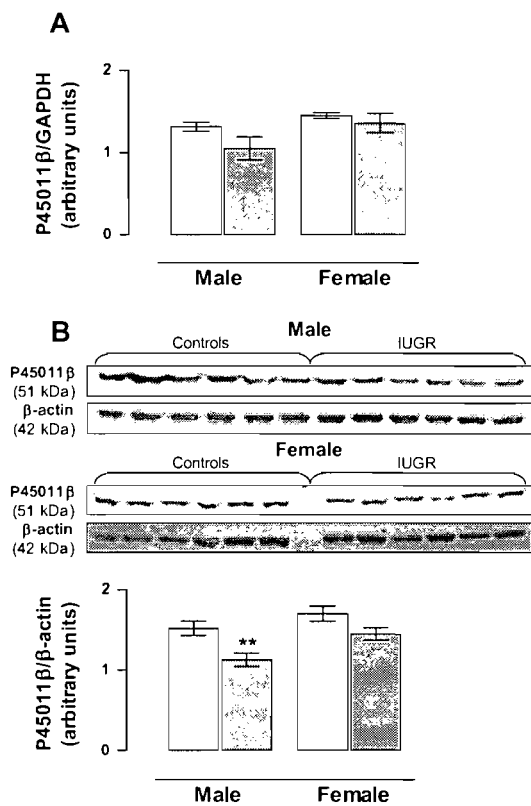 A
P45011β/GAPDH
(arbitrary units)
2
1
0
Male Female
B
Male
Controls IUGR
P45011β
(51 kDa)
β-actin
(42 kDa)
Female
Controls IUGR
P45011β
(51 kDa)
β-actin
(42 kDa)
P45011β/β-actin
(arbitrary units)
2
1
0
**
Male Female